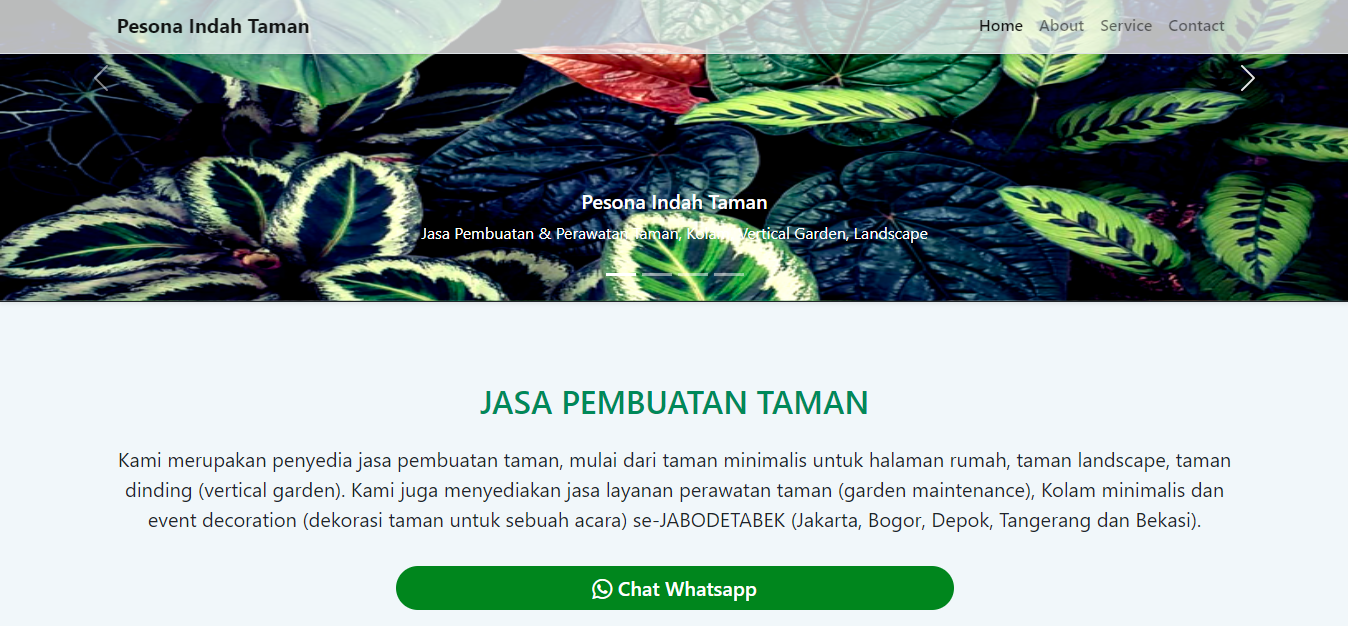 Pesona Indah Taman
Home About Service Contact
Pesona Indah Taman
Jasa Pembuatan & Perawatan Taman, Kolam, Vertical Garden, Landscape
JASA PEMBUATAN TAMAN
Kami merupakan penyedia jasa pembuatan taman, mulai dari taman minimalis untuk halaman rumah, taman landscape, taman
dinding (vertical garden). Kami juga menyediakan jasa layanan perawatan taman (garden maintenance), Kolam minimalis dan
event decoration (dekorasi taman untuk sebuah acara) se-JABODETABEK (Jakarta, Bogor, Depok, Tangerang dan Bekasi).
Chat Whatsapp